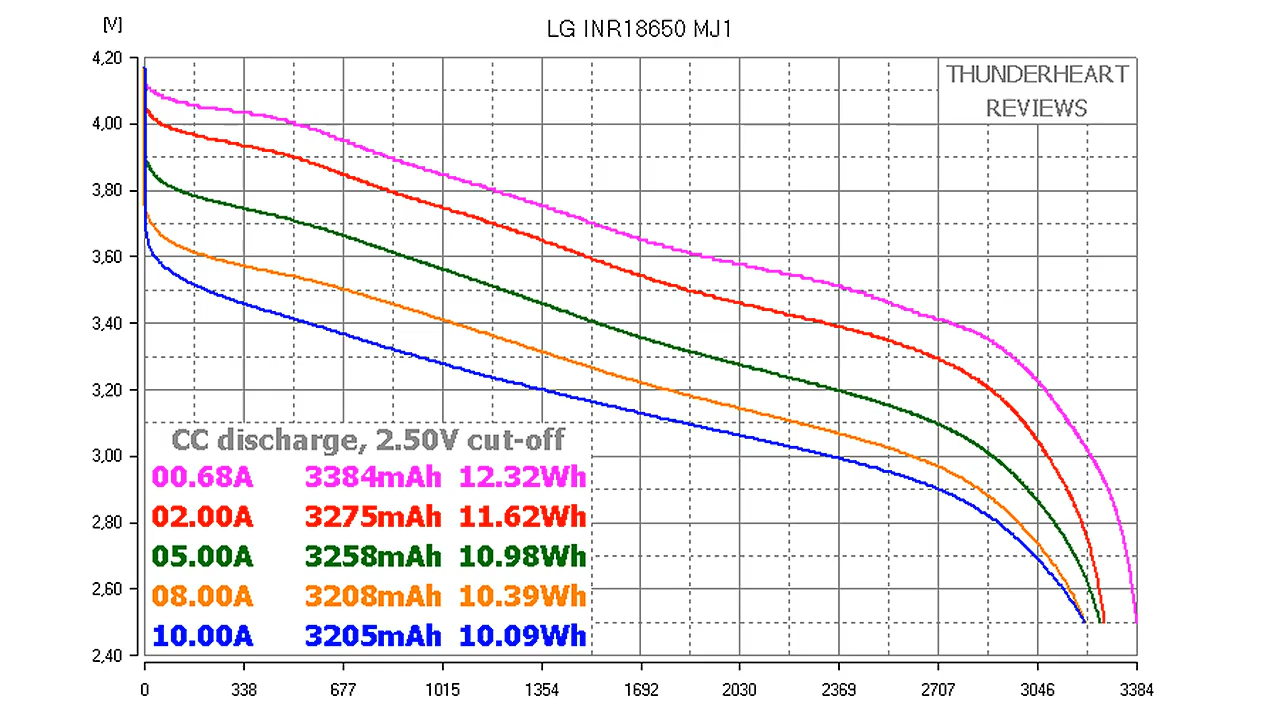 [V]
LG INR18650 MJ1
THUNDERHEART
REVIEWS
4,20
4,00
3,80
3,60
3,40
3,20
3,00
2,80
2,60
2,40
CC discharge, 2.50V cut-off
00.68A 3384mAh 12.32Wh
02.00A 3275mAh 11.62Wh
05.00A 3258mAh 10.98Wh
08.00A 3208mAh 10.39Wh
10.00A 3205mAh 10.09Wh
0 338 677 1015 1354 1692 2030 2369 2707 3046 3384